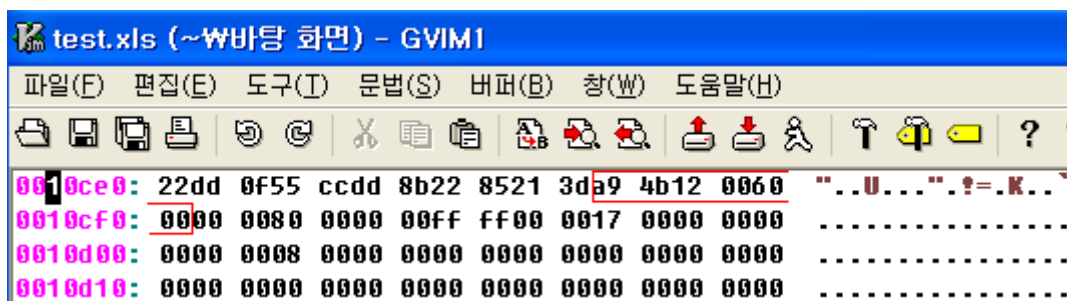 test.xls (~₩바탕 화면) - GVIM1
파일(F) 편집(E) 도구(T) 문법(S) 버퍼(B) 창(W) 도움말(H)
0010ce0: 22dd 0f55 ccdd 8b22 8521 3da9 4b12 0060 "..U...".!=.K..`
0010cf0: 0000 0080 0000 00ff ff00 0017 0000 0000 ................
0010d00: 0000 0008 0000 0000 0000 0000 0000 0000 ................
0010d10: 0000 0000 0000 0000 0000 0000 0000 0000 ................